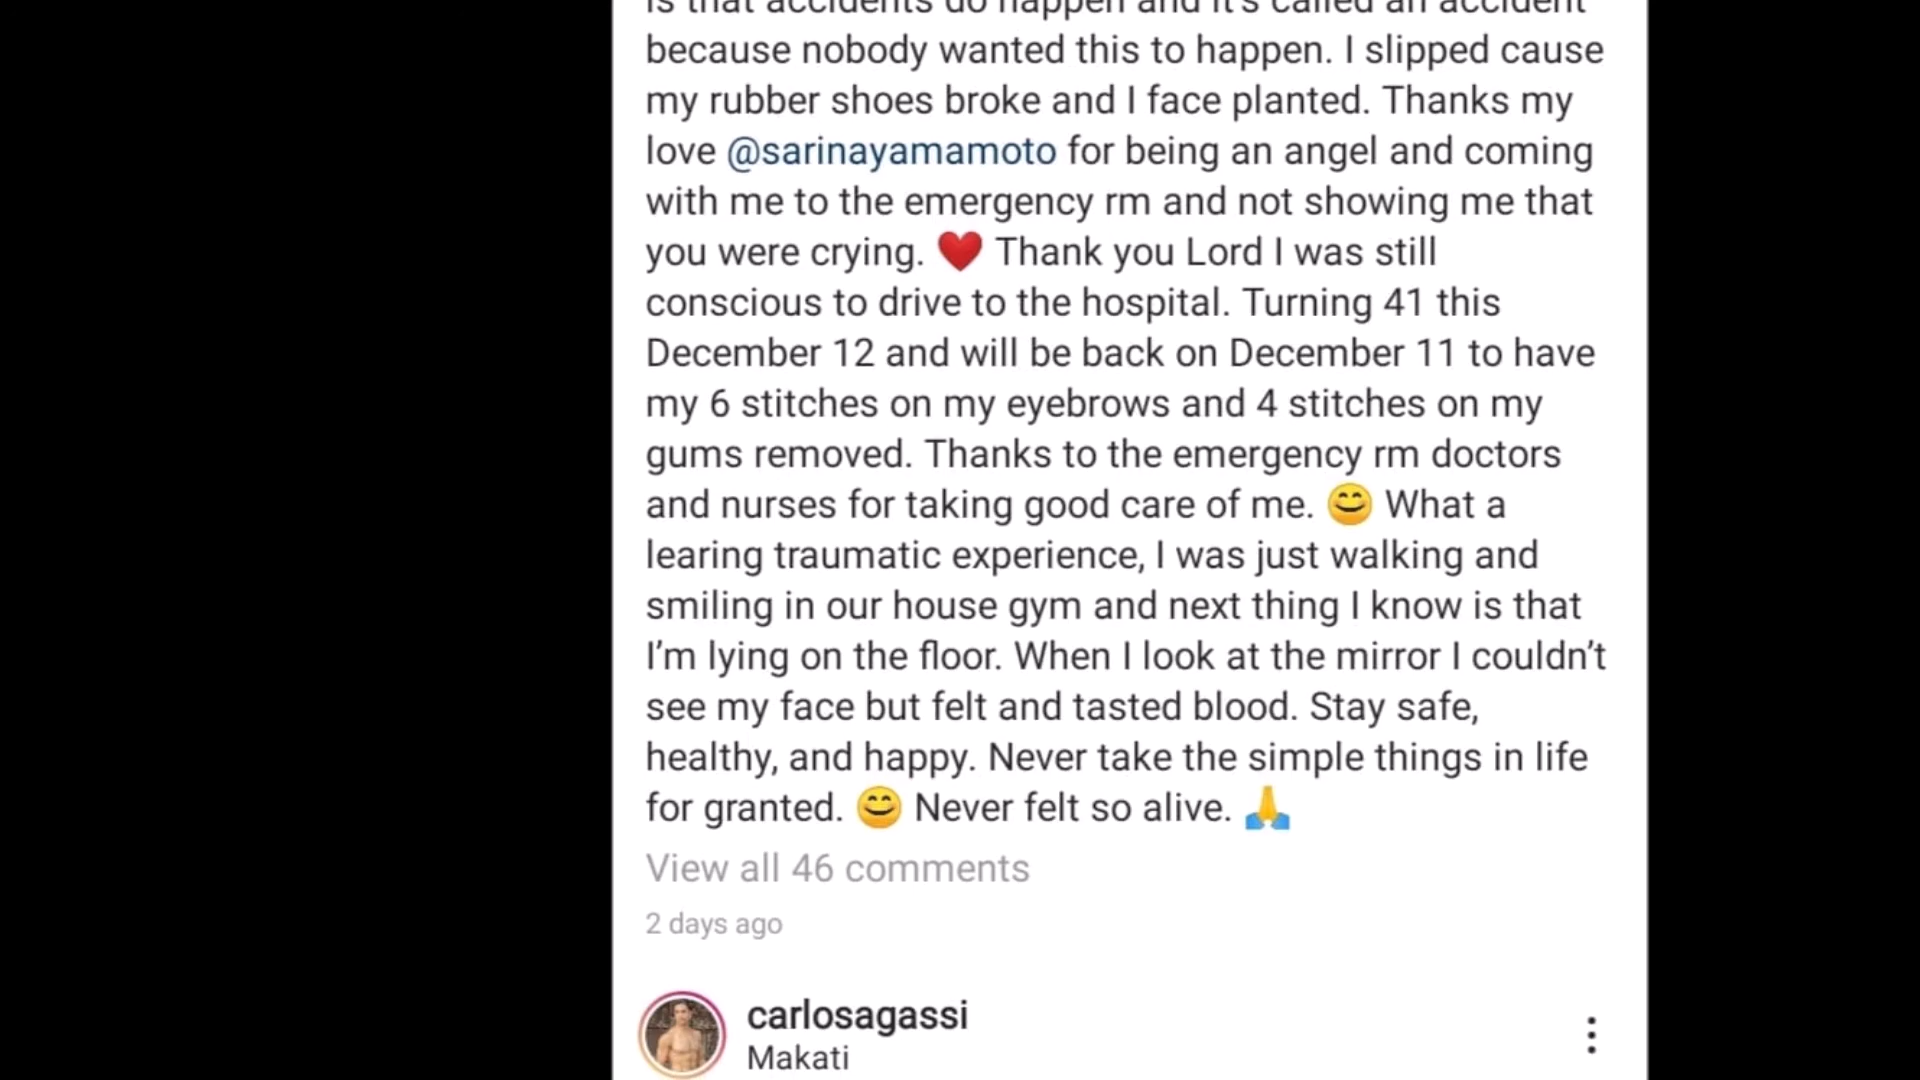 is that accidents do happen and it's called an accident
because nobody wanted this to happen. I slipped cause
my rubber shoes broke and I face planted. Thanks my
love @sarinayamamoto for being an angel and coming
with me to the emergency rm and not showing me that
you were crying. ❤️ Thank you Lord I was still
conscious to drive to the hospital. Turning 41 this
December 12 and will be back on December 11 to have
my 6 stitches on my eyebrows and 4 stitches on my
gums removed. Thanks to the emergency rm doctors
and nurses for taking good care of me. 😊 What a
learing traumatic experience, I was just walking and
smiling in our house gym and next thing I know is that
I’m lying on the floor. When I look at the mirror I couldn’t
see my face but felt and tasted blood. Stay safe,
healthy, and happy. Never take the simple things in life
for granted. 😄 Never felt so alive. 🙏
View all 46 comments
2 days ago
carlosagassi
Makati